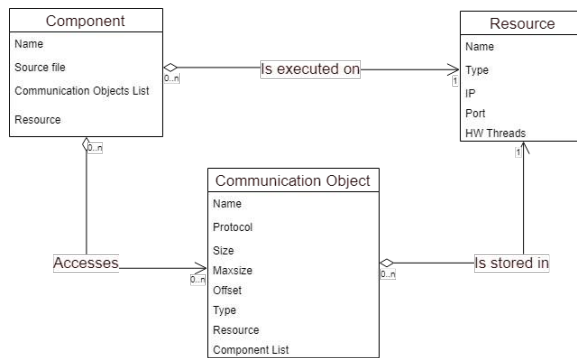 Component
Name
Source file
Communication Objects List
Resource
0..n
0..n
Is executed on
1
Resource
Name
Type
IP
Port
HW Threads
1
Communication Object
Name
Protocol
Size
Maxsize
Offset
Type
Resource
Component List
Accesses
0..n
0..n
Is stored in